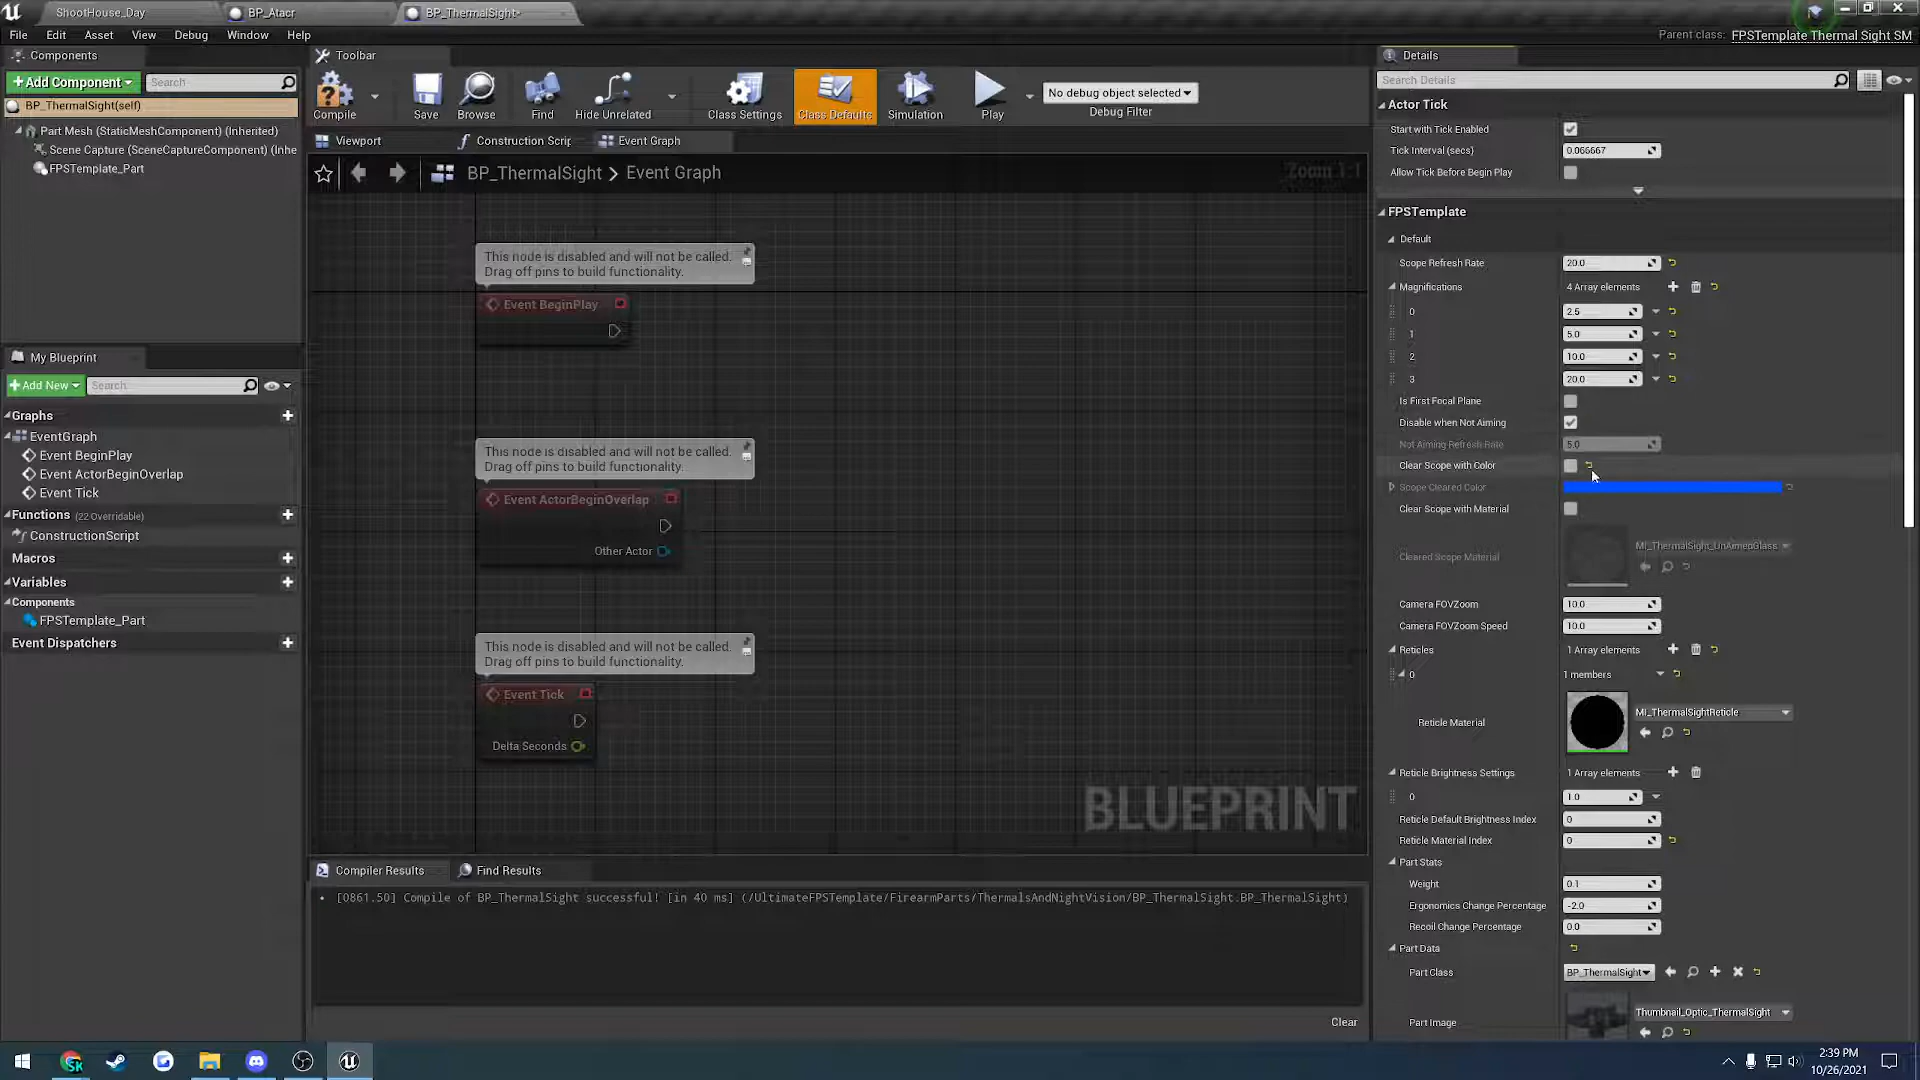 ShootHouse_Day
BP_Atacr
BP_ThermalSight*
File
Edit
Asset
View
Debug
Window
Help
Parent class:
FPSTemplate Thermal Sight SM
Components
+Add Component
Search
BP_ThermalSight(self)
Part Mesh (StaticMeshComponent) (Inherited)
Scene Capture (SceneCaptureComponent) (Inhe
FPSTemplate_Part
Toolbar
Compile
Save
Browse
Find
Hide Unrelated
Class Settings
Class Defaults
Simulation
Play
No debug object selected
Debug Filter
Viewport
Construction Scrip
Event Graph
BP_ThermalSight > Event Graph
Zoom 1:1
This node is disabled and will not be called.
Drag off pins to build functionality.
Event BeginPlay
This node is disabled and will not be called.
Drag off pins to build functionality.
Event ActorBeginOverlap
Other Actor
This node is disabled and will not be called.
Drag off pins to build functionality.
Event Tick
Delta Seconds
BLUEPRINT
My Blueprint
+Add New
Search
Graphs
EventGraph
Event BeginPlay
Event ActorBeginOverlap
Event Tick
Functions (22 Overridable)
ConstructionScript
Macros
Variables
Components
FPSTemplate_Part
Event Dispatchers
Compiler Results
Find Results
[0861.50] Compile of BP_ThermalSight successful! [in 40 ms] (/UltimateFPSTemplate/FirearmParts/ThermalsAndNightVision/BP_ThermalSight.BP_ThermalSight)
Clear
Details
Search Details
Actor Tick
Start with Tick Enabled
Tick Interval (secs)
0.066667
Allow Tick Before Begin Play
FPSTemplate
Default
Scope Refresh Rate
20.0
Magnifications
4 Array elements
0
2.5
1
5.0
2
10.0
3
20.0
Is First Focal Plane
Disable when Not Aiming
Not Aiming Refresh Rate
5.0
Clear Scope with Color
Scope Cleared Color
Clear Scope with Material
Cleared Scope Material
MI_ThermalSight_UnAimedGlass
Camera FOVZoom
10.0
Camera FOVZoom Speed
10.0
Reticles
1 Array elements
0
1 members
Reticle Material
MI_ThermalSightReticle
Reticle Brightness Settings
1 Array elements
0
1.0
Reticle Default Brightness Index
0
Reticle Material Index
0
Part Stats
Weight
0.1
Ergonomics Change Percentage
-2.0
Recoil Change Percentage
0.0
Part Data
Part Class
BP_ThermalSight
Part Image
Thumbnail_Optic_ThermalSight
2:39 PM
10/26/2021